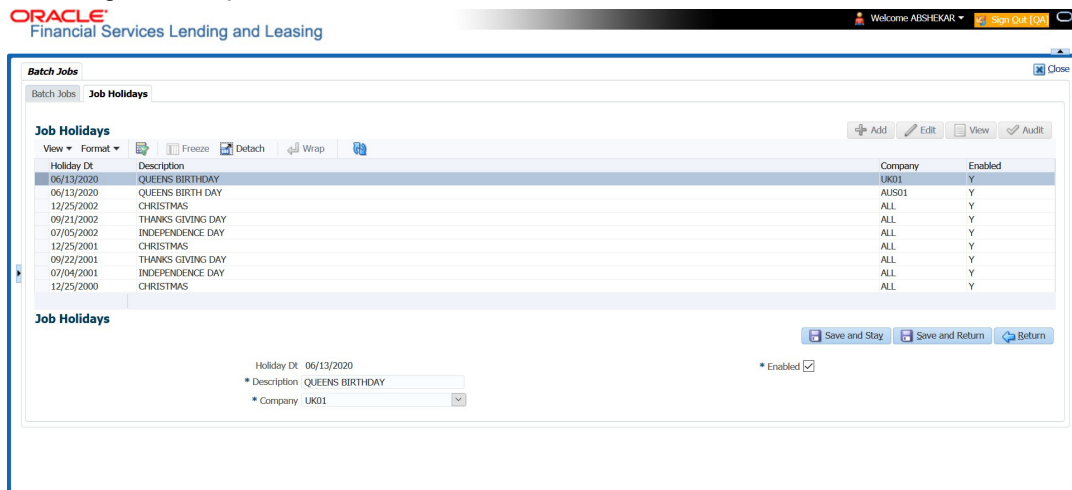 ORACLE
Financial Services Lending and Leasing
Welcome ABSHEKAR
Sign Out [QA]
Batch Jobs
Close
Batch Jobs Job Holidays
Job Holidays
Add Edit View Audit
View Format Freeze Detach Wrap
Holiday Dt Description Company Enabled
06/13/2020 QUEENS BIRTHDAY UK01 Y
06/13/2020 QUEENS BIRTH DAY AUS01 Y
12/25/2002 CHRISTMAS ALL Y
09/21/2002 THANKS GIVING DAY ALL Y
07/05/2002 INDEPENDENCE DAY ALL Y
12/25/2001 CHRISTMAS ALL Y
09/22/2001 THANKS GIVING DAY ALL Y
07/04/2001 INDEPENDENCE DAY ALL Y
12/25/2000 CHRISTMAS ALL Y
Job Holidays
Save and Stay Save and Return Return
Holiday Dt 06/13/2020 * Enabled
* Description QUEENS BIRTHDAY
* Company UK01